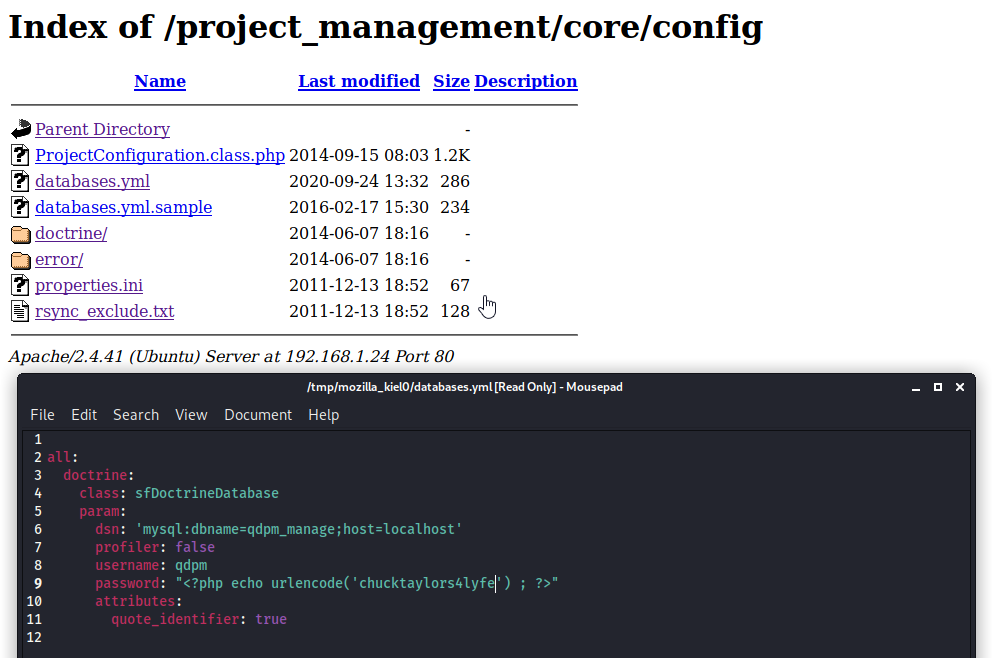 Index of /project_management/core/config
Name Last modified Size Description
Parent Directory -
ProjectConfiguration.class.php 2014-09-15 08:03 1.2K
databases.yml 2020-09-24 13:32 286
databases.yml.sample 2016-02-17 15:30 234
doctrine/ 2014-06-07 18:16 -
error/ 2014-06-07 18:16 -
properties.ini 2011-12-13 18:52 67
rsync_exclude.txt 2011-12-13 18:52 128
Apache/2.4.41 (Ubuntu) Server at 192.168.1.24 Port 80
/tmp/mozilla_kiel0/databases.yml [Read Only] - Mousepad
File Edit Search View Document Help
1
2 all:
3   doctrine:
4     class: sfDoctrineDatabase
5     param:
6       dsn: 'mysql:dbname=qdpm_manage;host=localhost'
7       profiler: false
8       username: qdpm
9       password: "<?php echo urlencode('chucktaylors4lyfe') ; ?>"
10       attributes:
11         quote_identifier: true
12